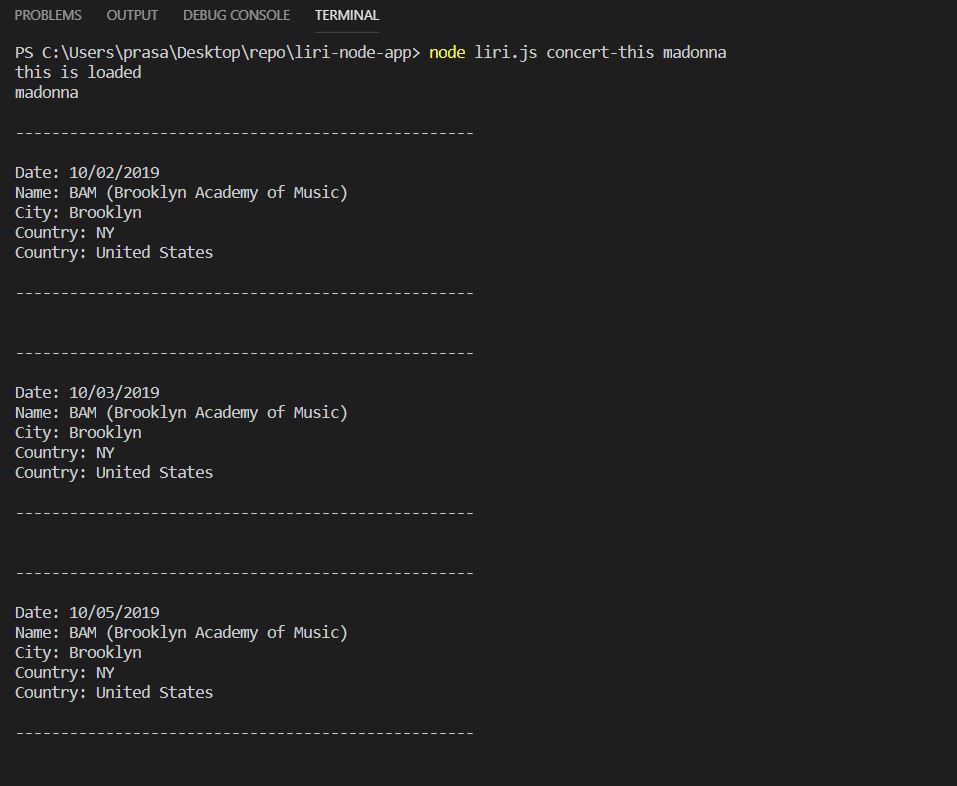 PROBLEMS OUTPUT DEBUG CONSOLE TERMINAL
PS C:\Users\prasa\Desktop\repo\liri-node-app> node liri.js concert-this madonna
this is loaded
madonna
---------------------------------------------------
Date: 10/02/2019
Name: BAM (Brooklyn Academy of Music)
City: Brooklyn
Country: NY
Country: United States
---------------------------------------------------
---------------------------------------------------
Date: 10/03/2019
Name: BAM (Brooklyn Academy of Music)
City: Brooklyn
Country: NY
Country: United States
---------------------------------------------------
---------------------------------------------------
Date: 10/05/2019
Name: BAM (Brooklyn Academy of Music)
City: Brooklyn
Country: NY
Country: United States
---------------------------------------------------